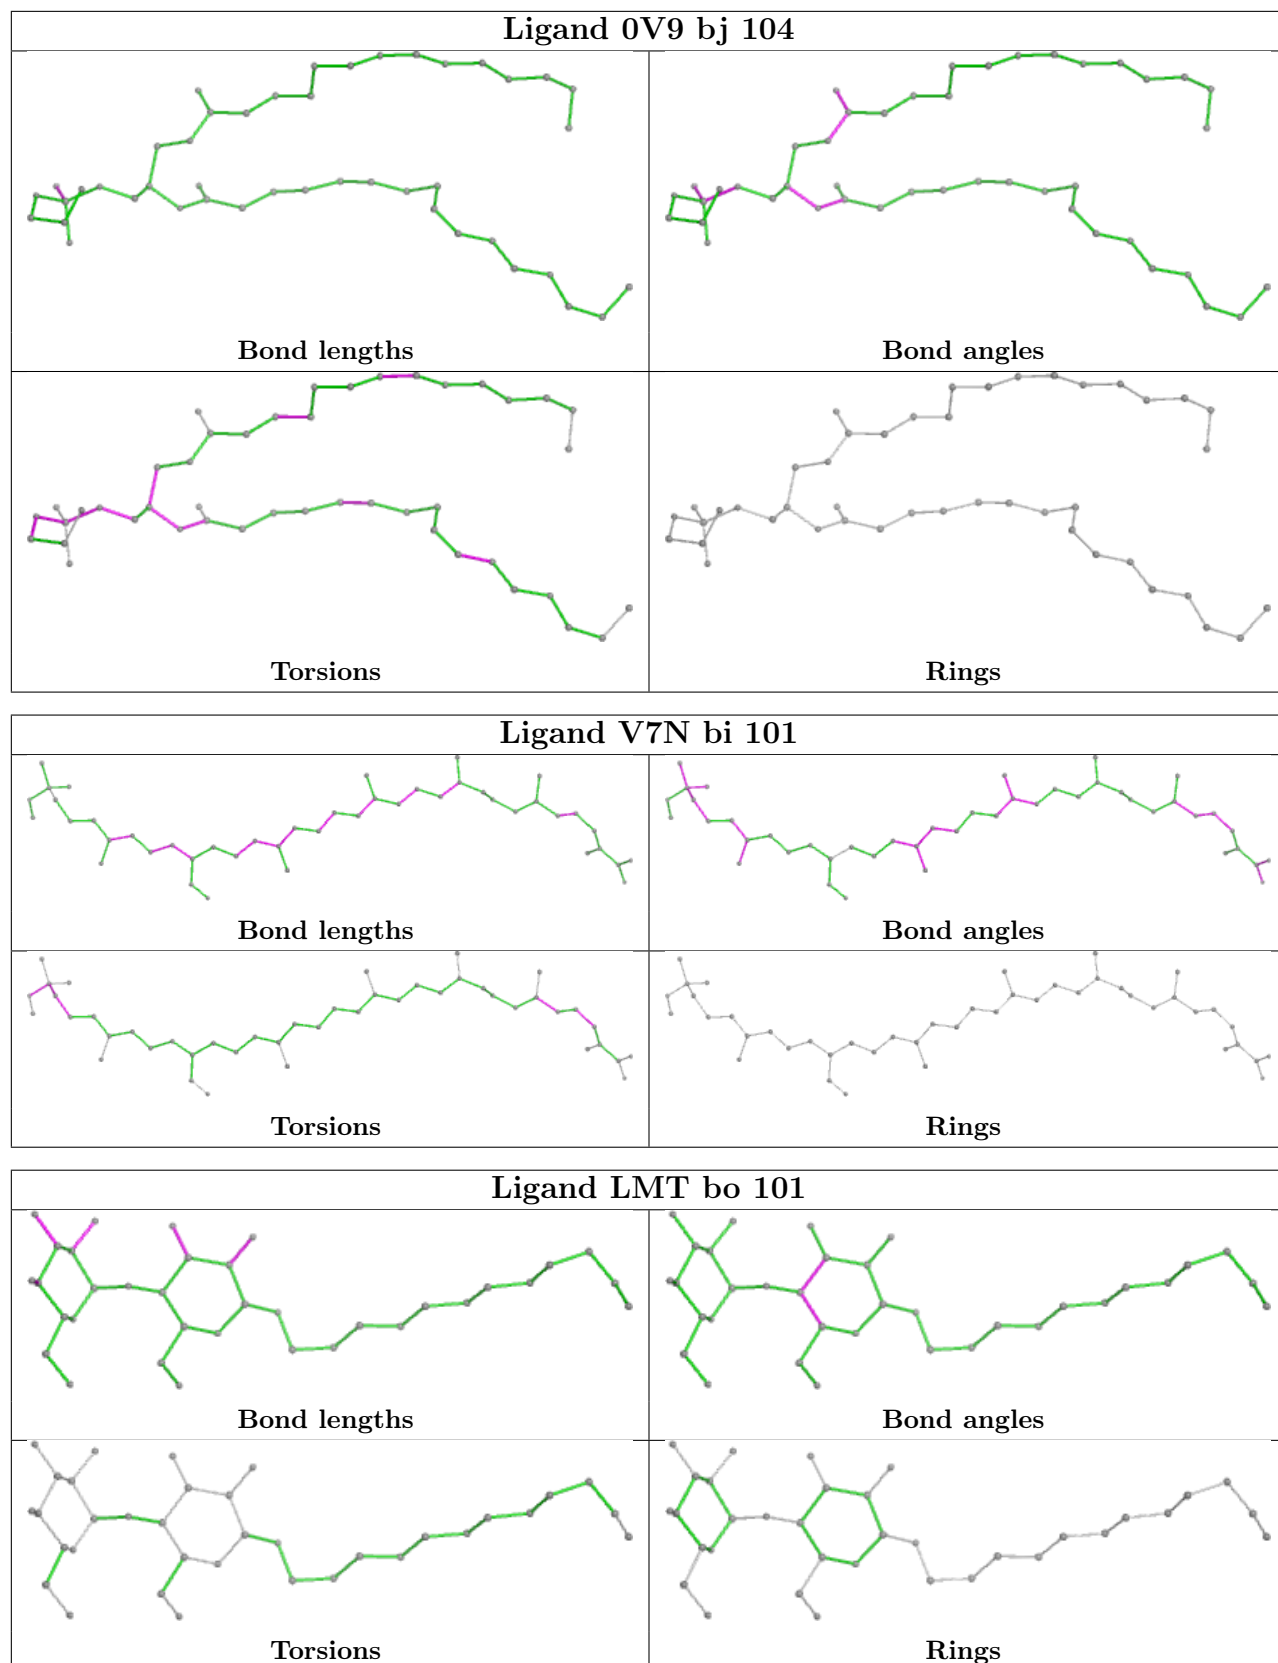 Ligand 0V9 bj 104
Bond lengths
Bond angles
Torsions
Rings
Ligand V7N bi 101
Bond lengths
Bond angles
Torsions
Rings
Ligand LMT bo 101
Bond lengths
Bond angles
Torsions
Rings